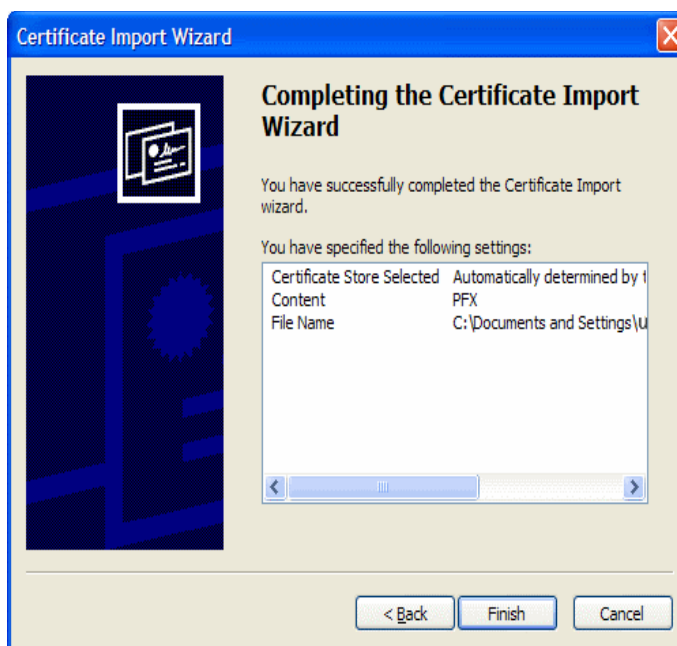 Certificate Import Wizard
Completing the Certificate Import
Wizard
You have successfully completed the Certificate Import
wizard.
You have specified the following settings:
Certificate Store Selected Automatically determined by t
Content PFX
File Name C:\Documents and Settings\u
< Back Finish Cancel